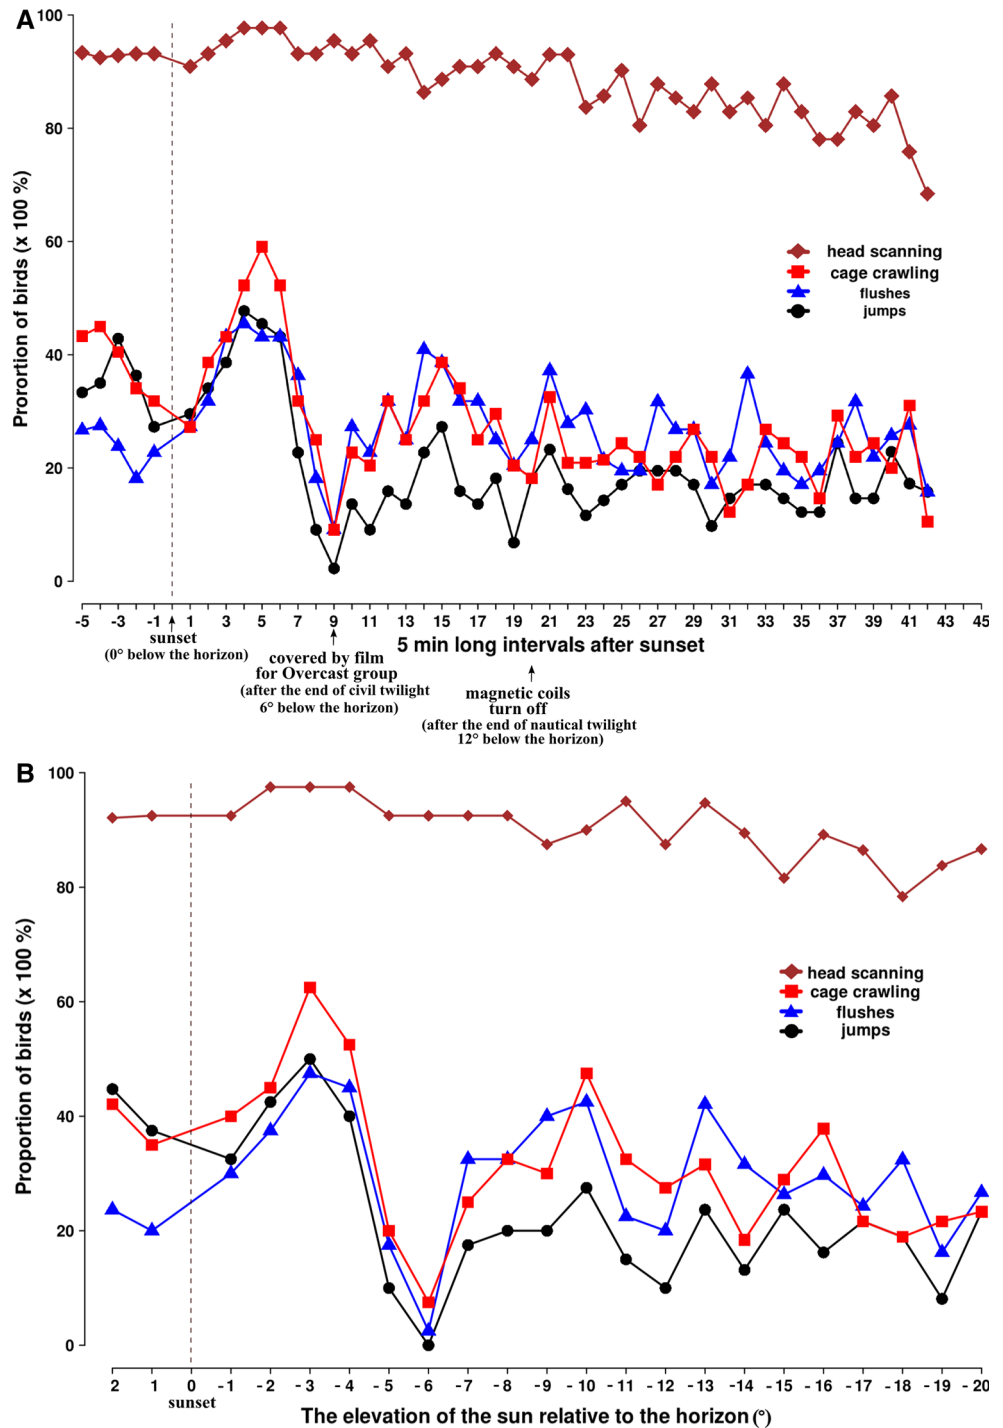 A
Prorortion of birds (x 100 %)
100
80
60
40
20
0
head scanning
cage crawling
flushes
jumps
-5 -3 -1 1 3 5 7 9 11 13 15 17 19 21 23 25 27 29 31 33 35 37 39 41 43 45
5 min long intervals after sunset
sunset
(0° below the horizon)
covered by film
for Overcast group
(after the end of civil twilight
6° below the horizon)
magnetic coils
turn off
(after the end of nautical twilight
12° below the horizon)
B
Proportion of birds (x 100 %)
100
80
60
40
20
0
head scanning
cage crawling
flushes
jumps
2 1 0 - 1 - 2 - 3 - 4 - 5 - 6 - 7 - 8 - 9 - 10 - 11 - 12 - 13 - 14 - 15 - 16 - 17 - 18 - 19 - 20
sunset
The elevation of the sun relative to the horizon (°)